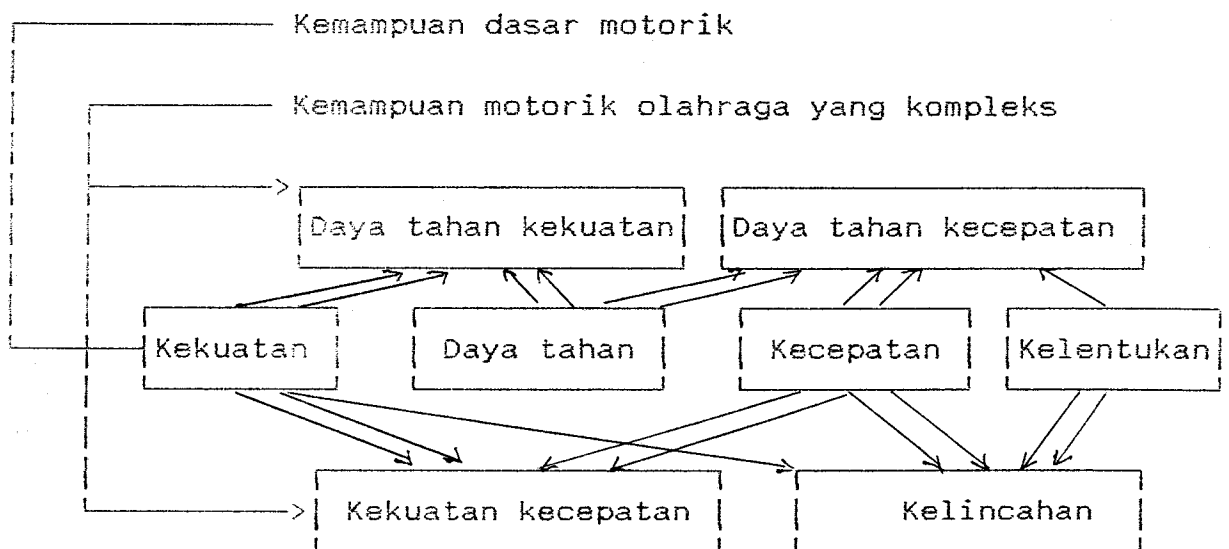 Kemampuan dasar motorik
Kemampuan motorik olahraga yang kompleks
Daya tahan kekuatan Daya tahan kecepatan
Kekuatan Daya tahan Kecepatan Kelentukan
Kekuatan kecepatan Kelincahan